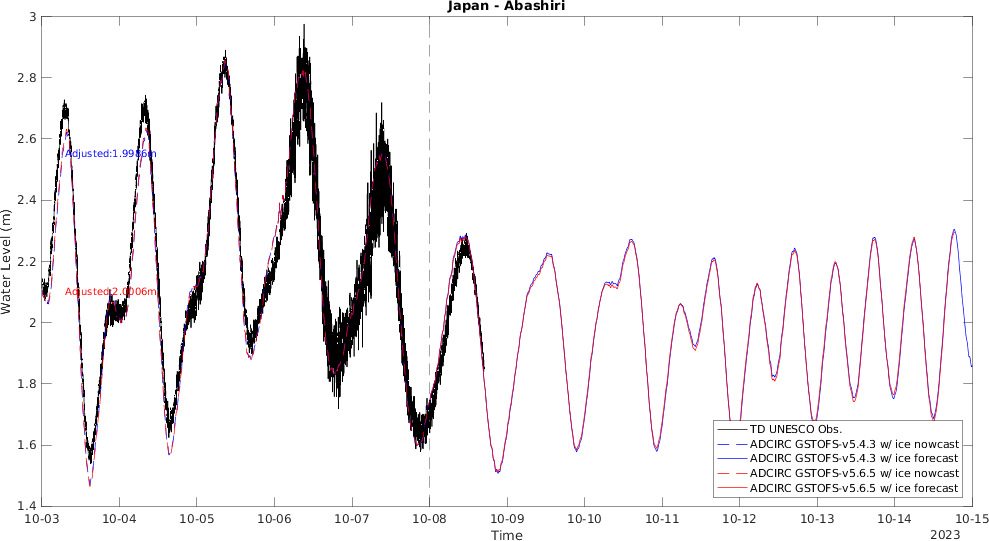 Japan - Abashiri
3
2.8
2.6
2.4
2.2
2
1.8
1.6
1.4
Water Level (m)
Adjusted:1.9986m
Adjusted:2.0006m
TD UNESCO Obs.
ADCIRC GSTOFS-v5.4.3 w/ ice nowcast
ADCIRC GSTOFS-v5.4.3 w/ ice forecast
ADCIRC GSTOFS-v5.6.5 w/ ice nowcast
ADCIRC GSTOFS-v5.6.5 w/ ice forecast
10-03 10-04 10-05 10-06 10-07 10-08 10-09 10-10 10-11 10-12 10-13 10-14 10-15
Time
2023